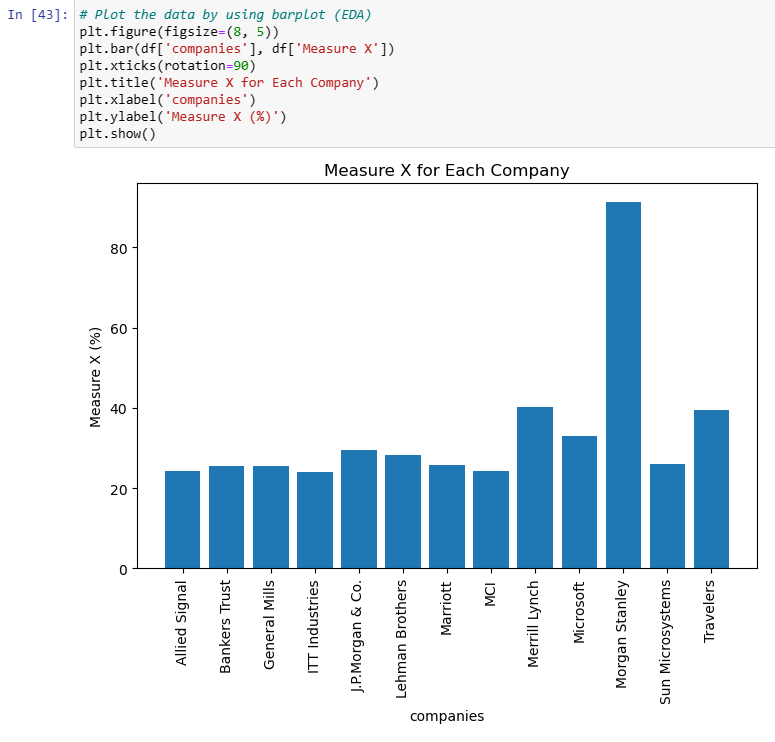 In [43]: # Plot the data by using barplot (EDA)
plt.figure(figsize=(8, 5))
plt.bar(df['companies'], df['Measure X'])
plt.xticks(rotation=90)
plt.title('Measure X for Each Company')
plt.xlabel('companies')
plt.ylabel('Measure X (%)')
plt.show()
Measure X for Each Company
Measure X (%)
80
60
40
20
0
Allied Signal
Bankers Trust
General Mills
ITT Industries
J.P.Morgan & Co.
Lehman Brothers
Marriott
MCI
Merrill Lynch
Microsoft
Morgan Stanley
Sun Microsystems
Travelers
companies